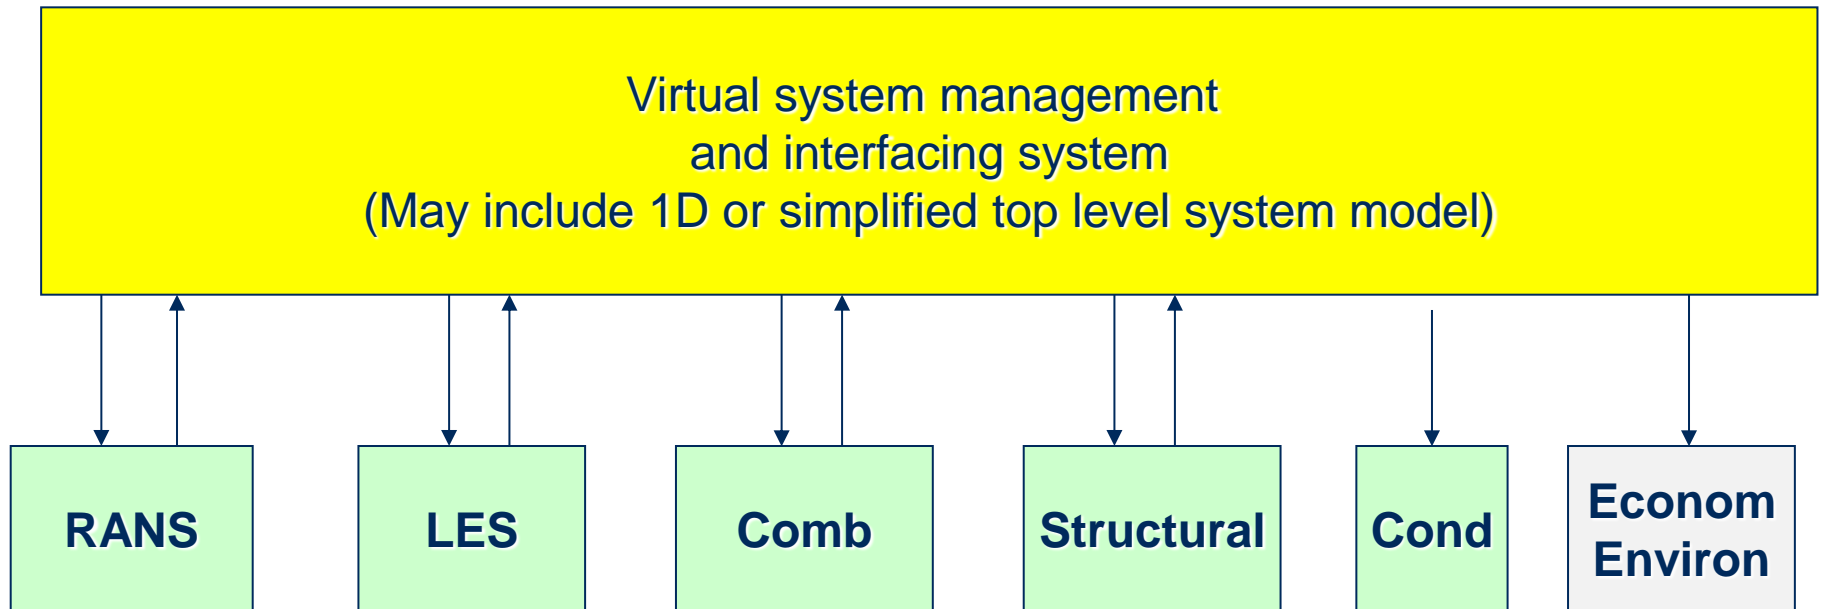 Virtual system management
and interfacing system
(May include 1D or simplified top level system model)
RANS
LES
Comb
Structural
Cond
Econom
Environ